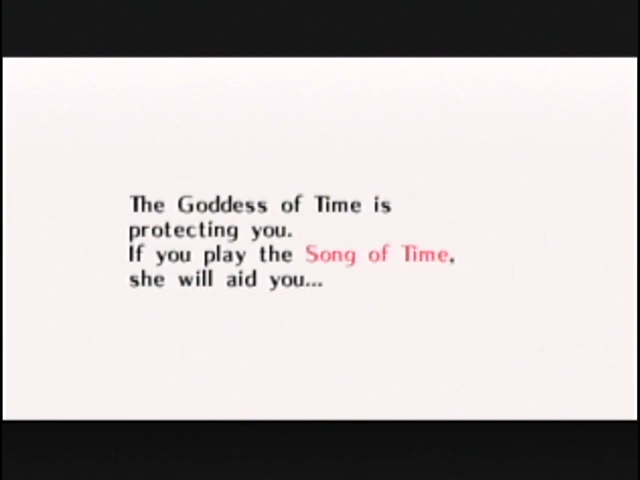 The Goddess of Time is
protecting you.
If you play the Song of Time,
she will aid you...